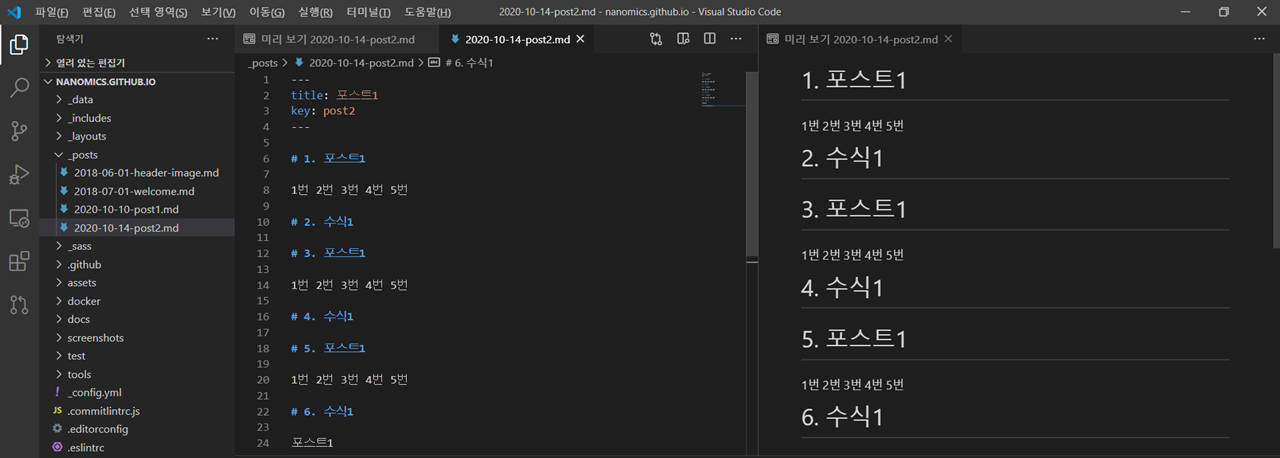 파일(F) 편집(E) 선택 영역(S) 보기(V) 이동(G) 실행(R) 터미널(T) 도움말(H) 2020-10-14-post2.md - nanomics.github.io - Visual Studio Code
탐색기 ...
열려 있는 편집기
NANOMICS.GITHUB.IO
_data
_includes
_layouts
_posts
2018-06-01-header-image.md
2018-07-01-welcome.md
2020-10-10-post1.md
2020-10-14-post2.md
_sass
.github
assets
docker
docs
screenshots
test
tools
_config.yml
JS .commitlintrc.js
.editorconfig
.eslintrc
미리 보기 2020-10-14-post2.md 2020-10-14-post2.md
_posts > 2020-10-14-post2.md > # 6. 수식1
1 ---
2 title: 포스트1
3 key: post2
4 ---
5
6 # 1. 포스트1
7
8 1번 2번 3번 4번 5번
9
10 # 2. 수식1
11
12 # 3. 포스트1
13
14 1번 2번 3번 4번 5번
15
16 # 4. 수식1
17
18 # 5. 포스트1
19
20 1번 2번 3번 4번 5번
21
22 # 6. 수식1
23
24 포스트1
미리 보기 2020-10-14-post2.md
1. 포스트1
1번 2번 3번 4번 5번
2. 수식1
3. 포스트1
1번 2번 3번 4번 5번
4. 수식1
5. 포스트1
1번 2번 3번 4번 5번
6. 수식1